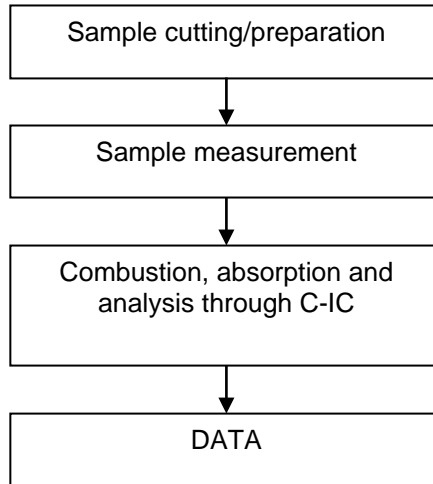 Sample cutting/preparation
Sample measurement
Combustion, absorption and
analysis through C-IC
DATA